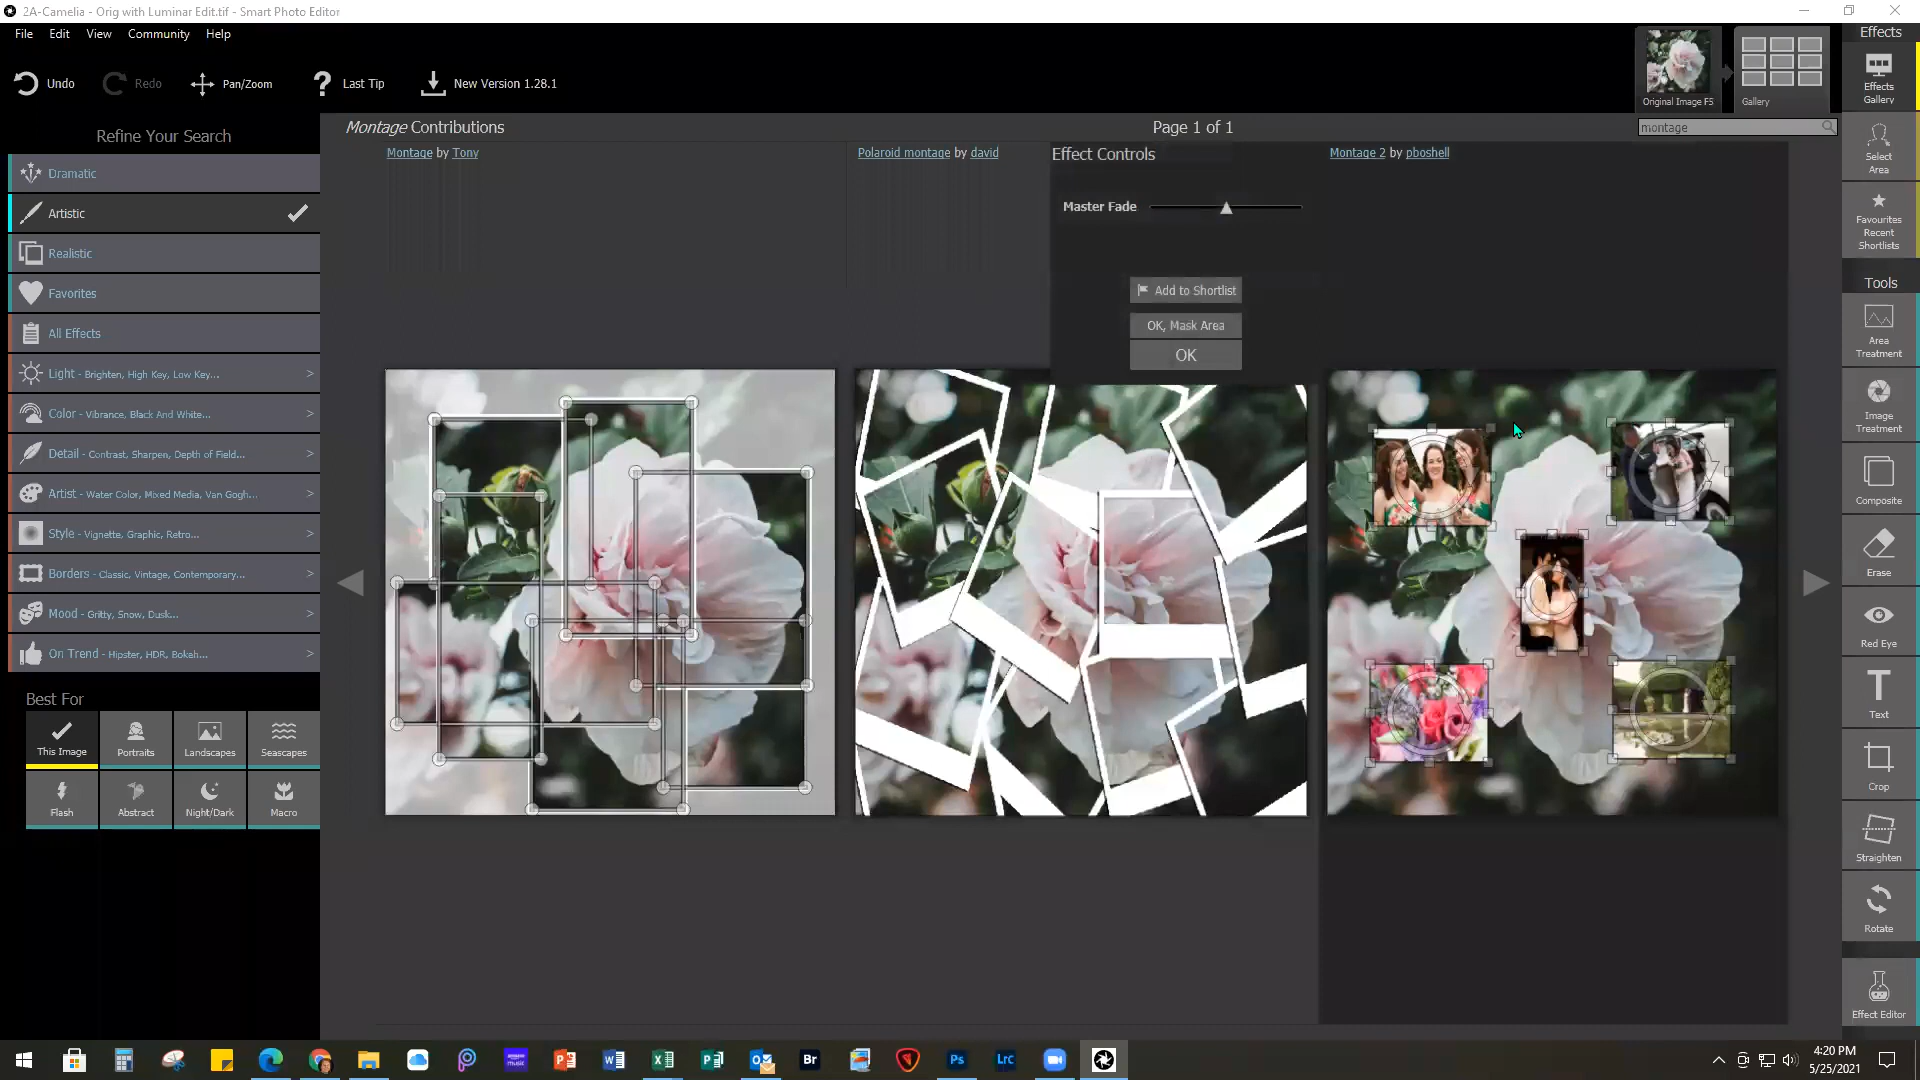 2A-Camelia - Orig with Luminar Edit.tif - Smart Photo Editor
File Edit View Community Help
Undo Redo Pan/Zoom ? Last Tip New Version 1.28.1
Original Image F5
Gallery
Effects
Effects Gallery
Select Area
Favourites Recent Shortlists
Tools
Area Treatment
Image Treatment
Composite
Erase
Red Eye
Text
Crop
Straighten
Rotate
Effect Editor
Refine Your Search
Dramatic
Artistic
Realistic
Favorites
All Effects
Light - Brighten, High Key, Low Key... >
Color - Vibrance, Black And White... >
Detail - Contrast, Sharpen, Depth of Field... >
Artist - Water Color, Mixed Media, Van Gogh... >
Style - Vignette, Graphic, Retro... >
Borders - Classic, Vintage, Contemporary... >
Mood - Gritty, Snow, Dusk... >
On Trend - Hipster, HDR, Bokah... >
Best For
This Image Portraits Landscapes Seascapes
Flash Abstract Night/Dark Macro
Montage Contributions
Page 1 of 1
montage
Montage by Tony
Polaroid montage by david
Effect Controls
Montage 2 by pboshell
Master Fade
Add to Shortlist
OK, Mask Area
OK
amazon music
Br
Ps
Lrc
4:20 PM
5/25/2021